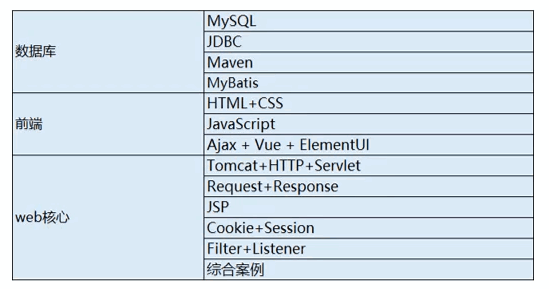 数据库
MySQL
JDBC
Maven
MyBatis
前端
HTML+CSS
JavaScript
Ajax + Vue + ElementUI
web核心
Tomcat+HTTP+Servlet
Request+Response
JSP
Cookie+Session
Filter+Listener
综合案例